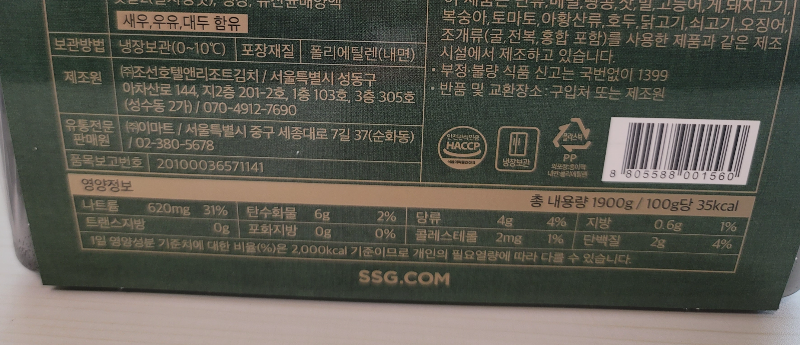 새우,우유,대두 함유
보관방법 냉장보관(0~10℃) 포장재질 폴리에틸렌(내면)
제조원 ㈜조선호텔앤리조트김치 / 서울특별시 성동구
아차산로 144, 지2층 201-2호, 1층 103호, 3층 305호
(성수동 2가) / 070-4912-7690
유통전문판매원 ㈜이마트 / 서울특별시 중구 세종대로 7길 37(순화동)
/ 02-380-5678
품목보고번호 20100036571141
복숭아,토마토,아황산류,호두,닭고기,쇠고기,오징어,
조개류(굴,전복,홍합 포함)를 사용한 제품과 같은 제조
시설에서 제조하고 있습니다.
· 부정·불량 식품 신고는 국번없이 1399
· 반품 및 교환장소 : 구입처 또는 제조원
HACCP
냉장보관
플라스틱
PP
8 805588 001560
영양정보 총 내용량 1900g / 100g당 35kcal
나트륨 620mg 31% 탄수화물 6g 2% 당류 4g 4% 지방 0.6g 1%
트랜스지방 0g 포화지방 0g 0% 콜레스테롤 2mg 1% 단백질 2g 4%
1일 영양성분 기준치에 대한 비율(%)은 2,000kcal 기준이므로 개인의 필요열량에 따라 다를 수 있습니다.
SSG.COM